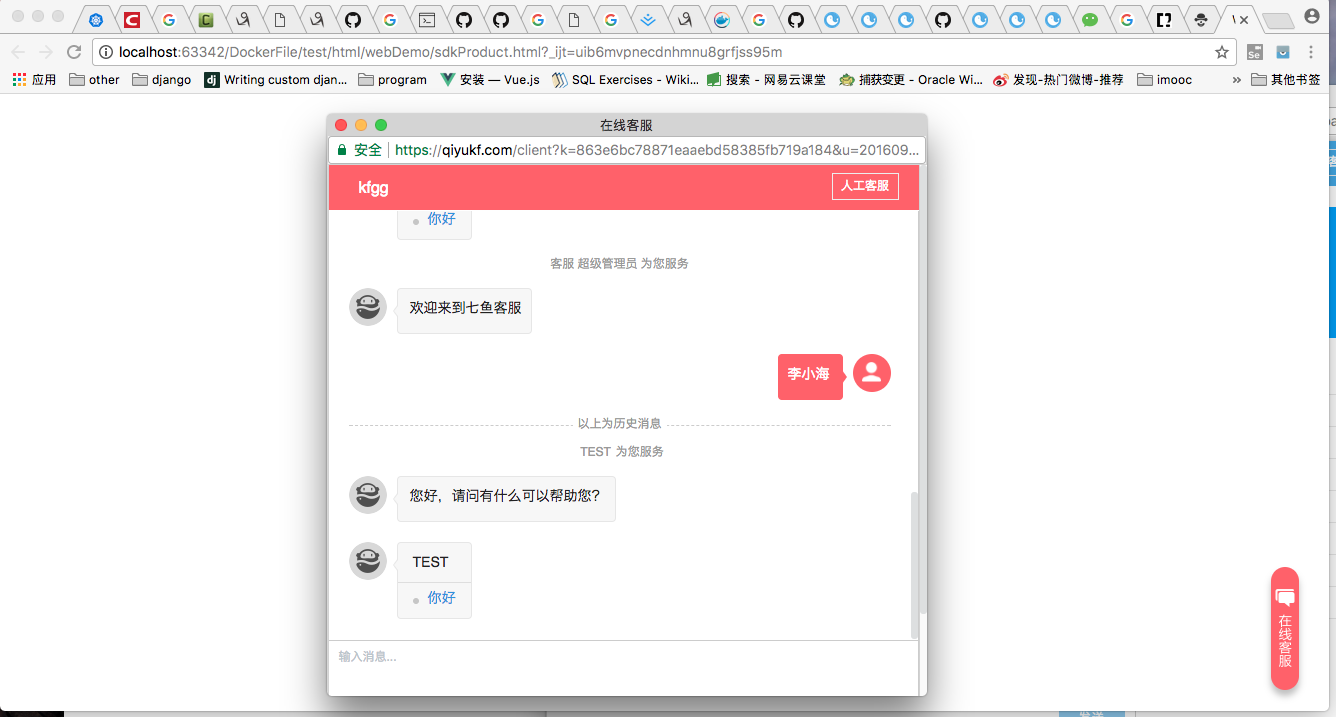 localhost:63342/DockerFile/test/html/webDemo/sdkProduct.html?_ijt=uib6mvpnecdnhmnu8grfjss95m
应用 other django Writing custom djan... program 安装 — Vue.js SQL Exercises - Wiki... 搜索 - 网易云课堂 捕获变更 - Oracle Wi... 发现-热门微博-推荐 imooc » 其他书签
在线客服
安全 https://qiyukf.com/client?k=863e6bc78871eaaebd58385fb719a184&u=201609...
kfgg
人工客服
你好
客服 超级管理员 为您服务
欢迎来到七鱼客服
李小海
以上为历史消息
TEST 为您服务
您好，请问有什么可以帮助您?
TEST
你好
输入消息...
在线客服